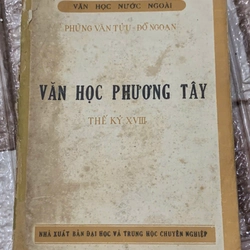 VĂN HỌC NƯỚC NGOÀI
PHÙNG VĂN TỬU - ĐỖ NGOẠN
VĂN HỌC PHƯƠNG TÂY
THẾ KỶ XVIII
NHÀ XUẤT BẢN ĐẠI HỌC VÀ TRUNG HỌC CHUYÊN NGHIỆP